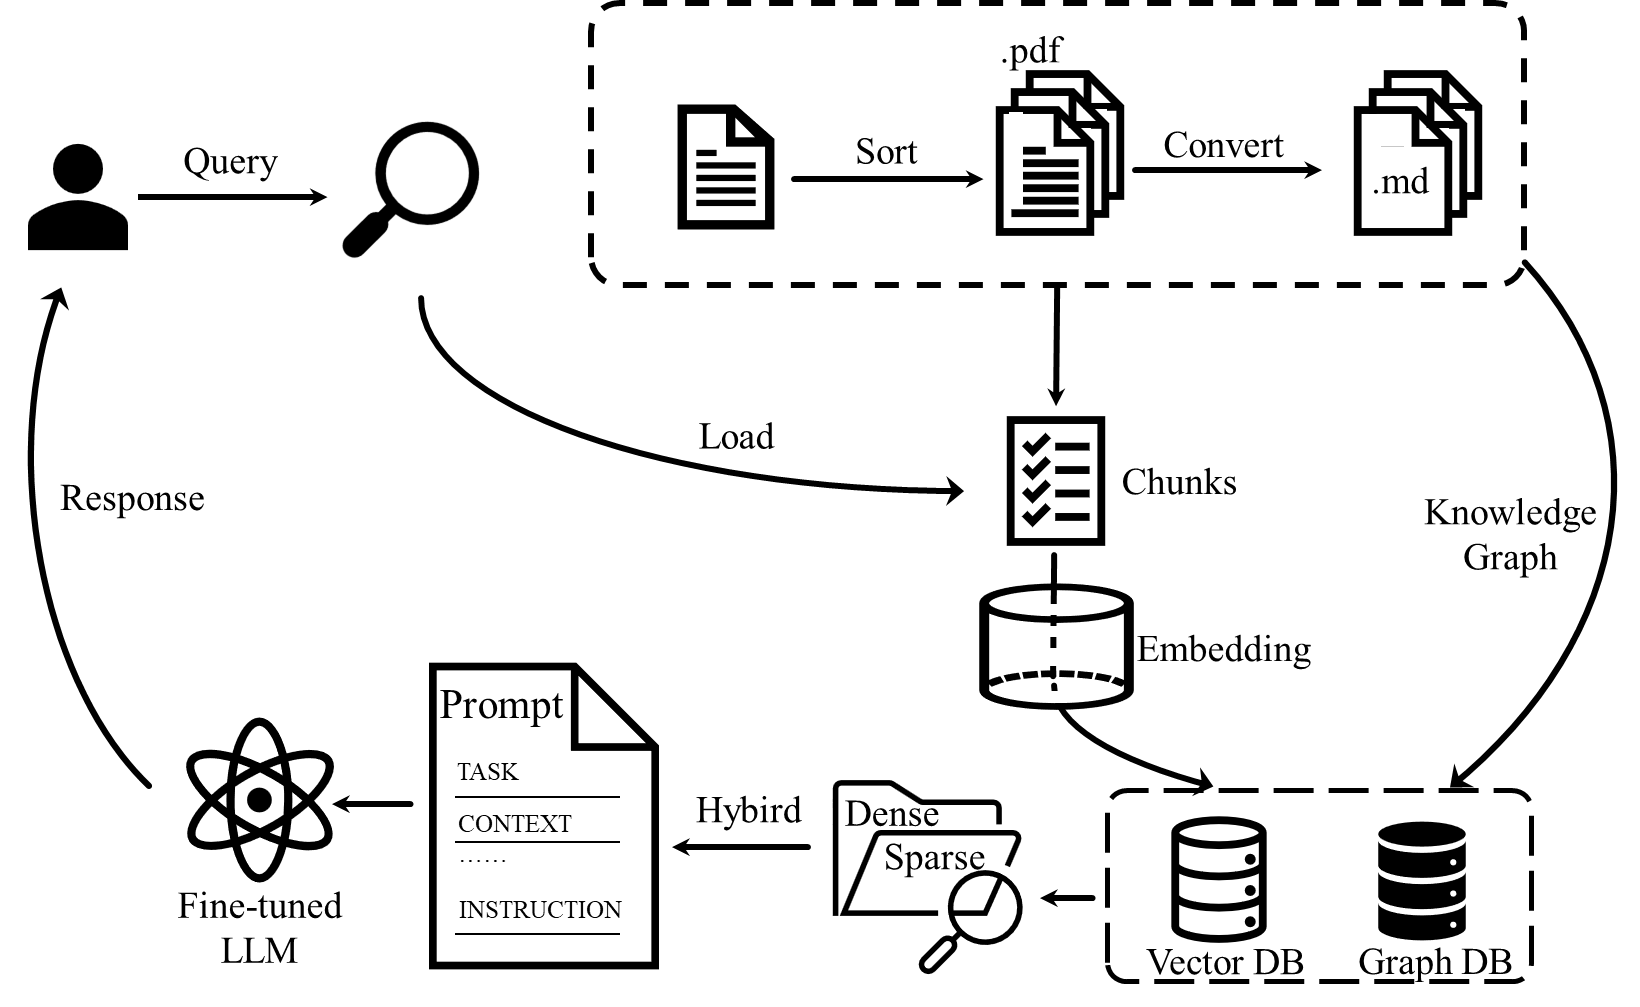 .pdf
Query
Sort
Convert
.md
Load
Chunks
Response
Knowledge
Graph
Embedding
Prompt
TASK
CONTEXT
......
INSTRUCTION
Hybird
Dense
Sparse
Fine-tuned
LLM
Vector DB
Graph DB